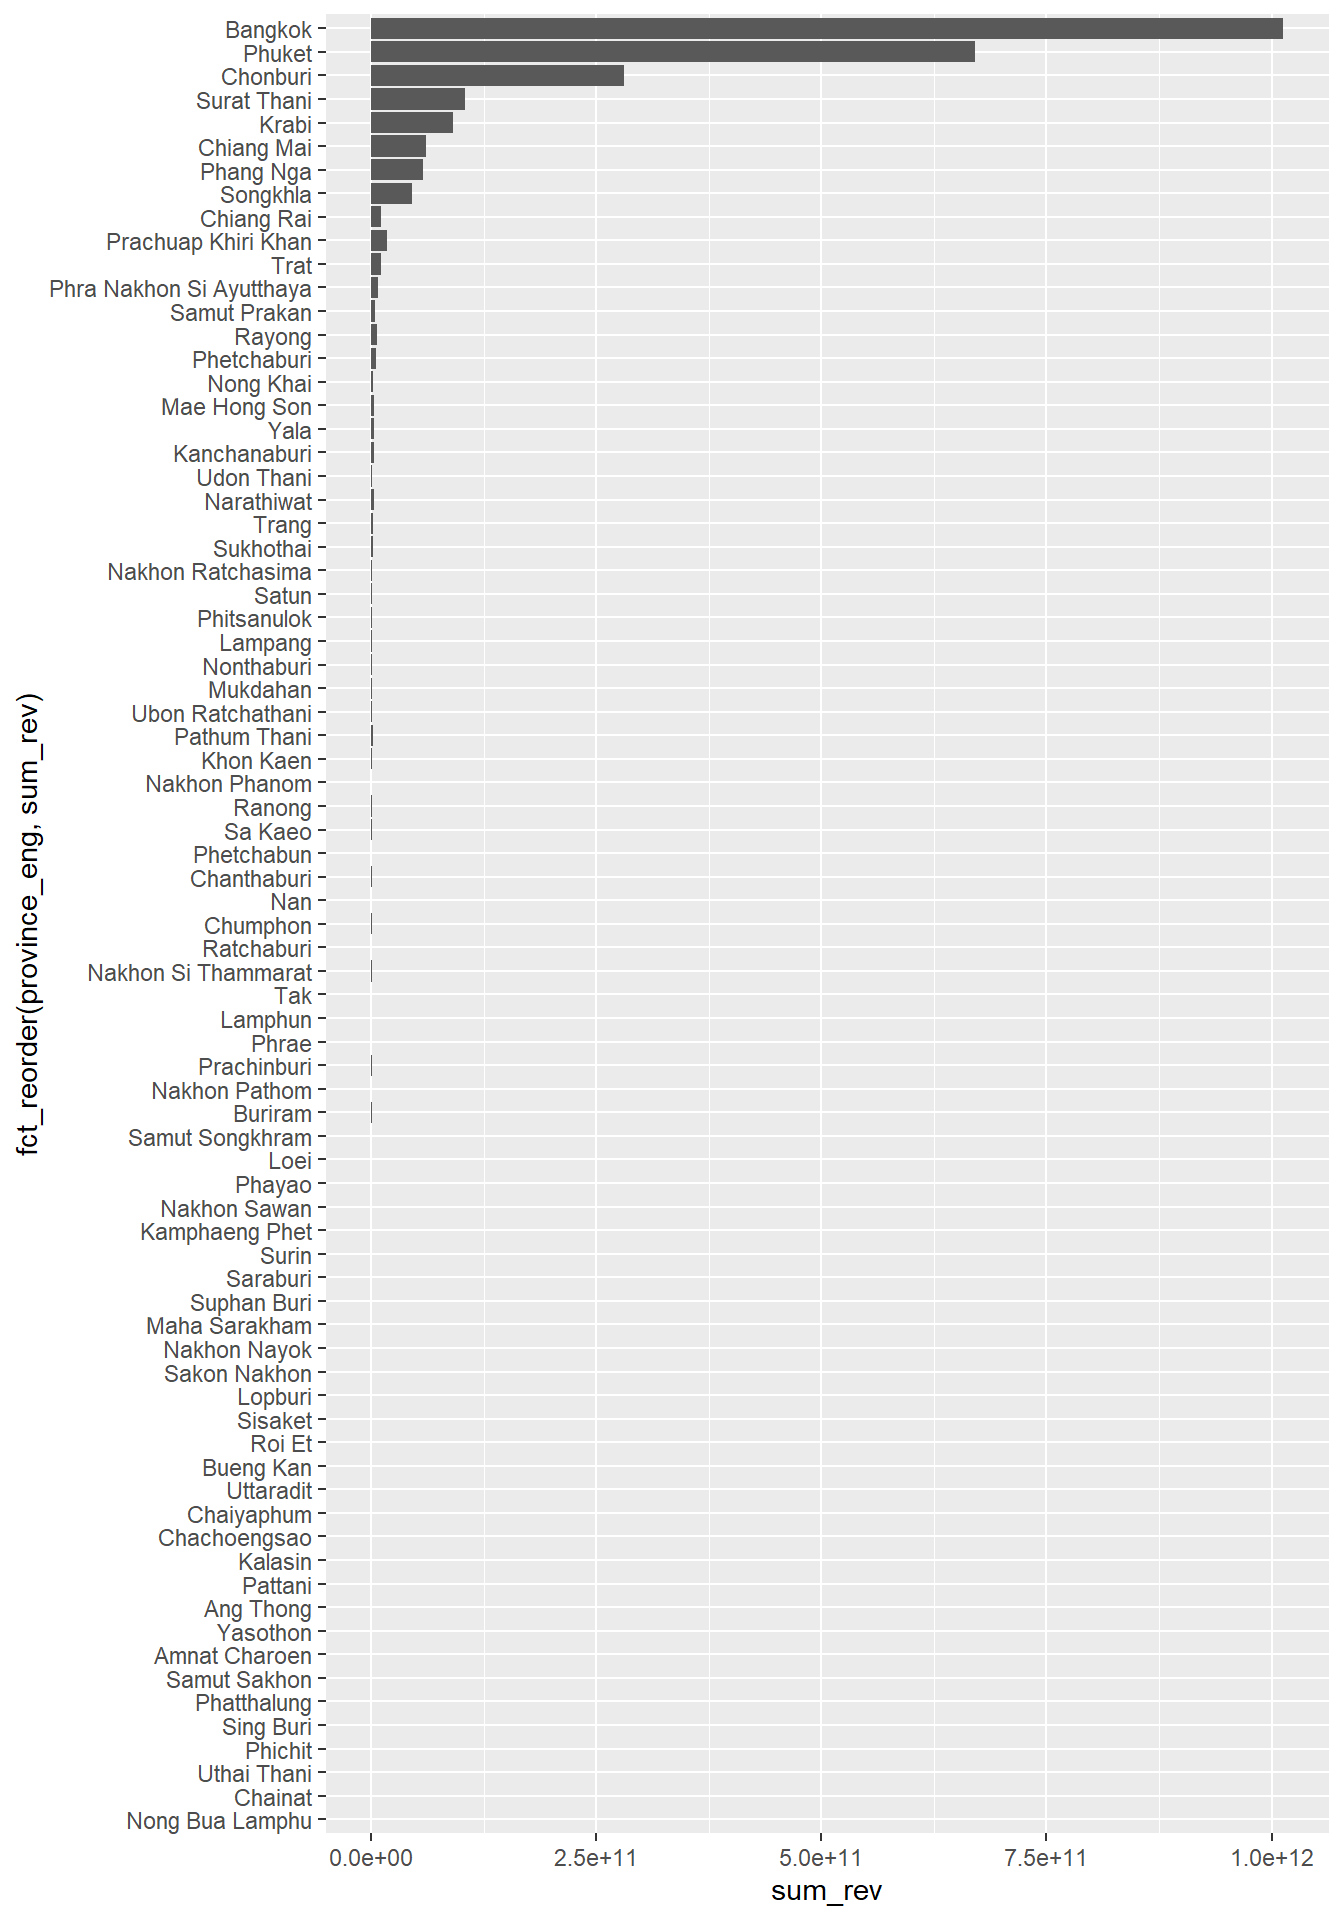 Bangkok
Phuket
Chonburi
Surat Thani
Krabi
Chiang Mai
Phang Nga
Songkhla
Chiang Rai
Prachuap Khiri Khan
Trat
Phra Nakhon Si Ayutthaya
Samut Prakan
Rayong
Phetchaburi
Nong Khai
Mae Hong Son
Yala
Kanchanaburi
Udon Thani
Narathiwat
Trang
Sukhothai
Nakhon Ratchasima
Satun
Phitsanulok
Lampang
Nonthaburi
Mukdahan
Ubon Ratchathani
Pathum Thani
Khon Kaen
Nakhon Phanom
Ranong
Sa Kaeo
Phetchabun
Chanthaburi
Nan
Chumphon
Ratchaburi
Nakhon Si Thammarat
Tak
Lamphun
Phrae
Prachinburi
Nakhon Pathom
Buriram
Samut Songkhram
Loei
Phayao
Nakhon Sawan
Kamphaeng Phet
Surin
Saraburi
Suphan Buri
Maha Sarakham
Nakhon Nayok
Sakon Nakhon
Lopburi
Sisaket
Roi Et
Bueng Kan
Uttaradit
Chaiyaphum
Chachoengsao
Kalasin
Pattani
Ang Thong
Yasothon
Amnat Charoen
Samut Sakhon
Phatthalung
Sing Buri
Phichit
Uthai Thani
Chainat
Nong Bua Lamphu
fct_reorder(province_eng, sum_rev)
0.0e+00 2.5e+11 5.0e+11 7.5e+11 1.0e+12
sum_rev